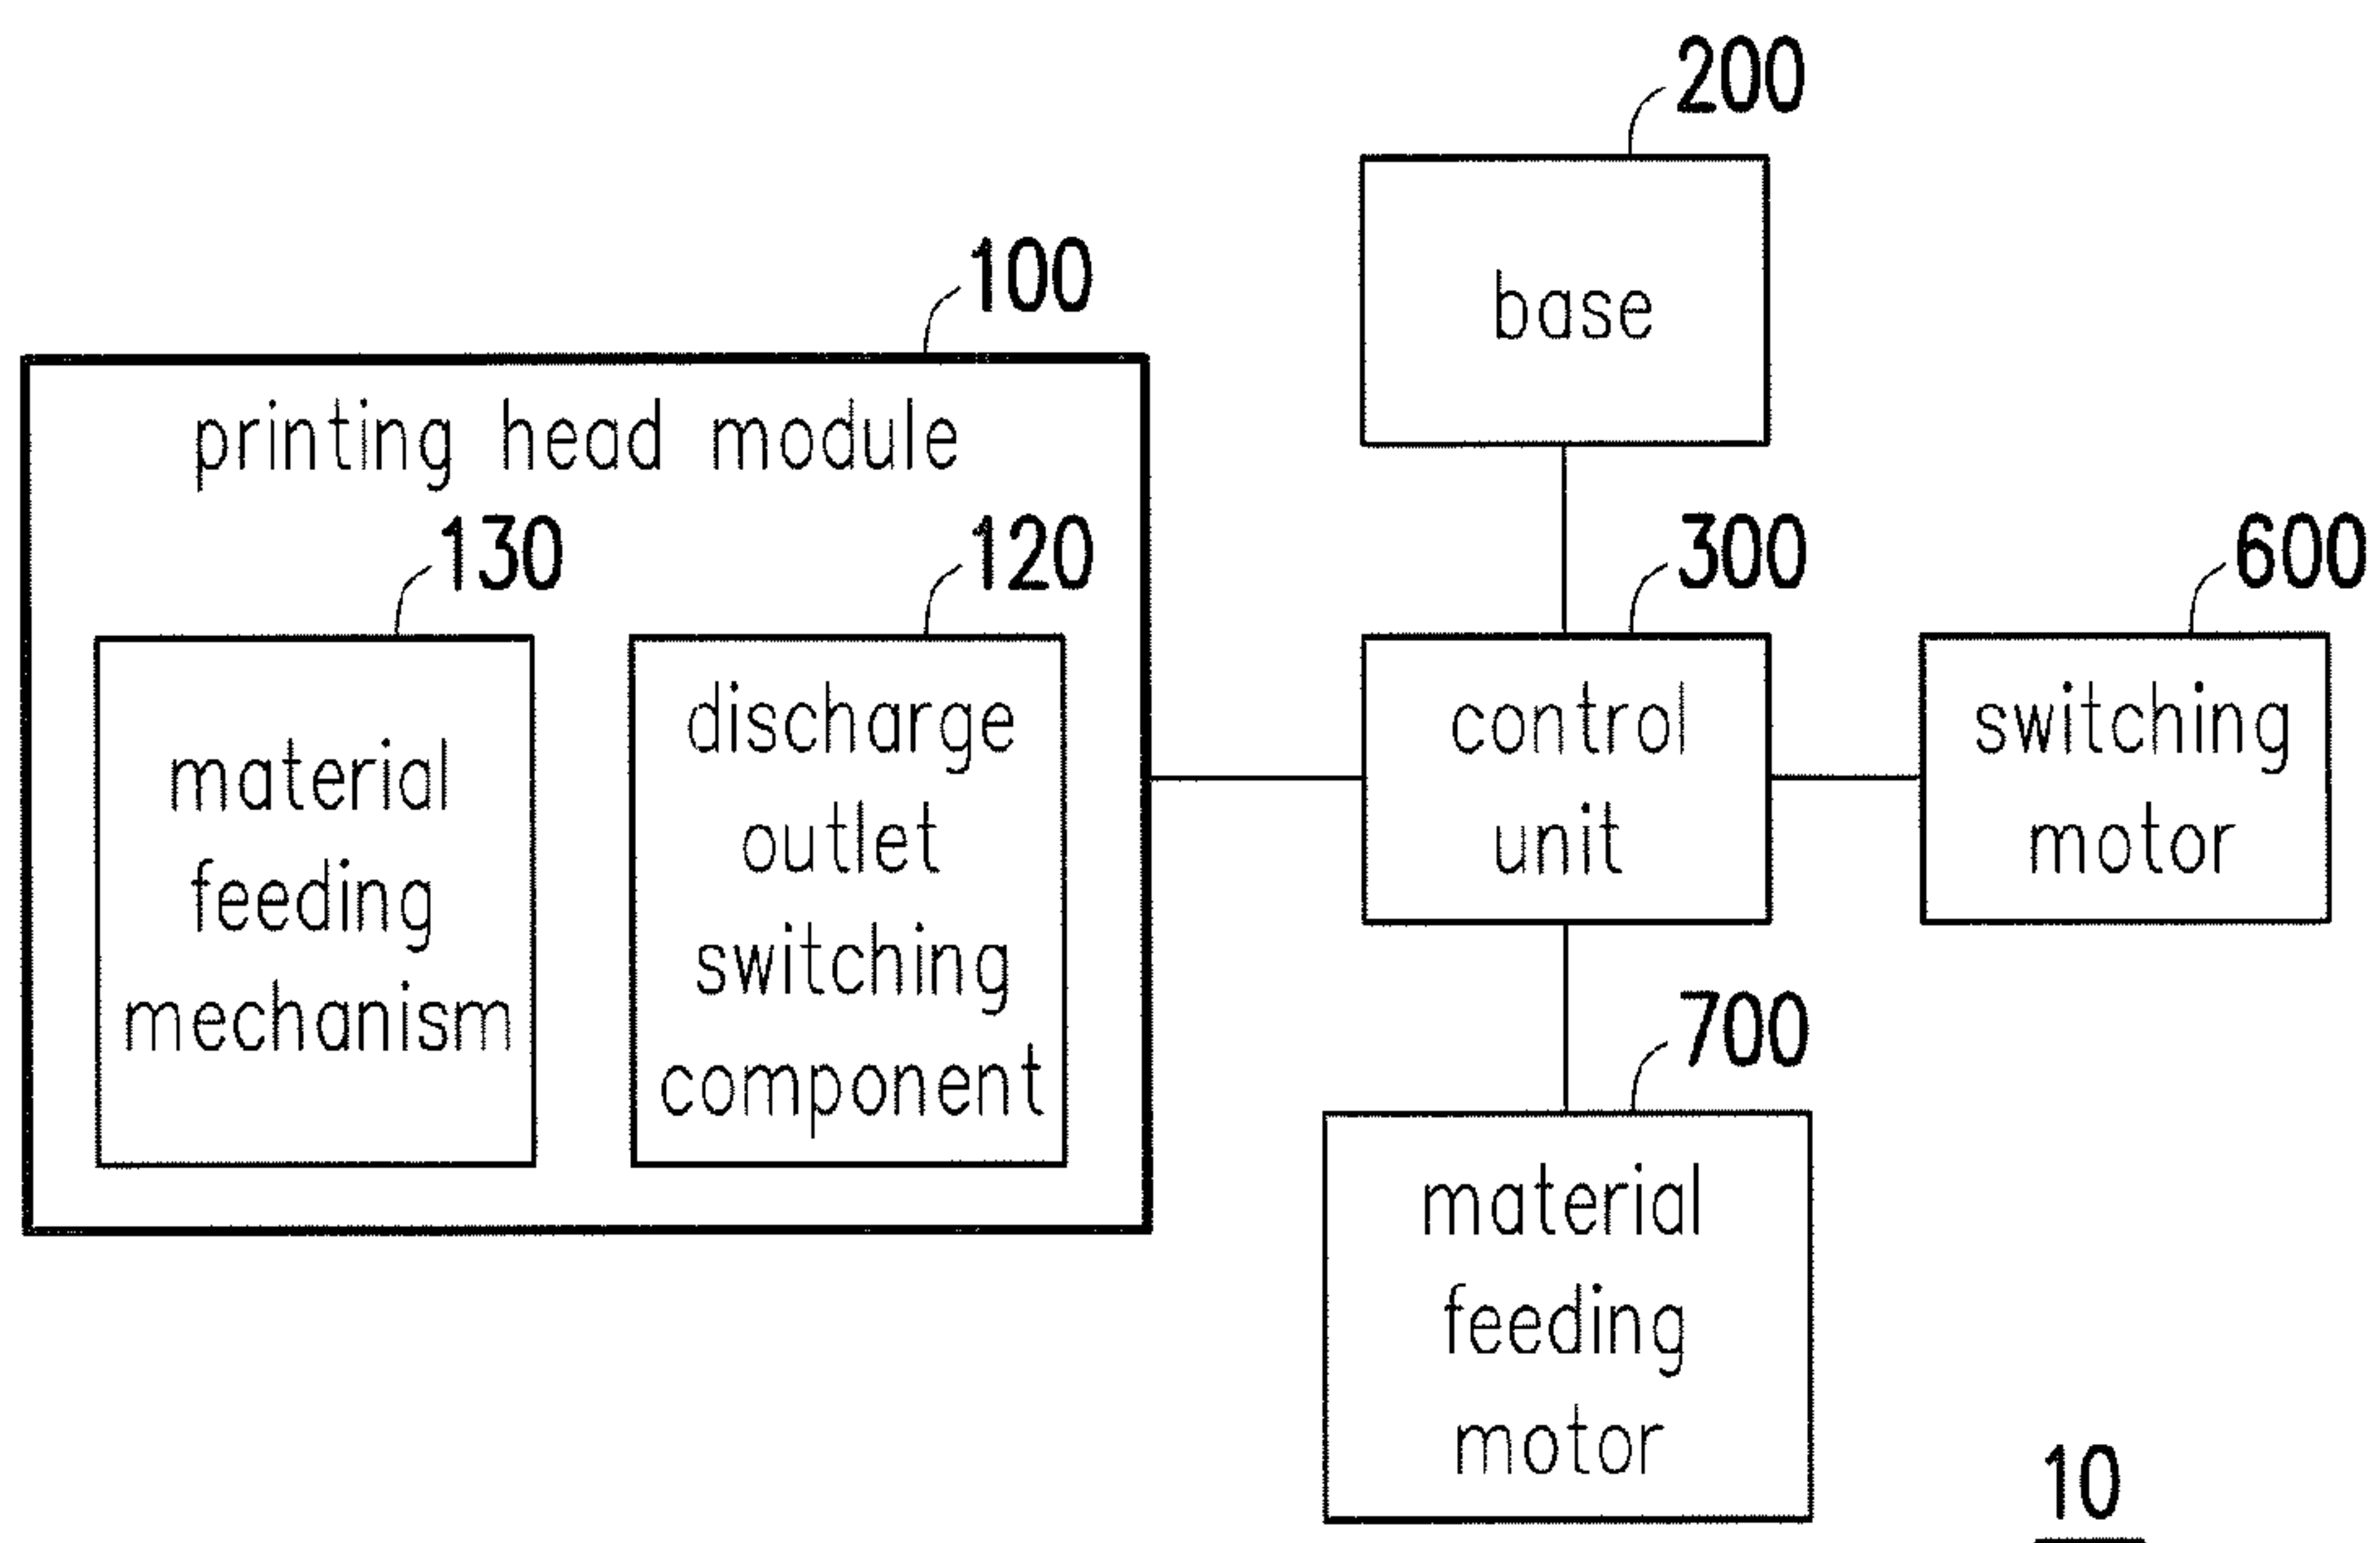 200
base
100
printing head module
130
120
material
feeding
mechanism
discharge
outlet
switching
component
300
control
unit
600
switching
motor
700
material
feeding
motor
10